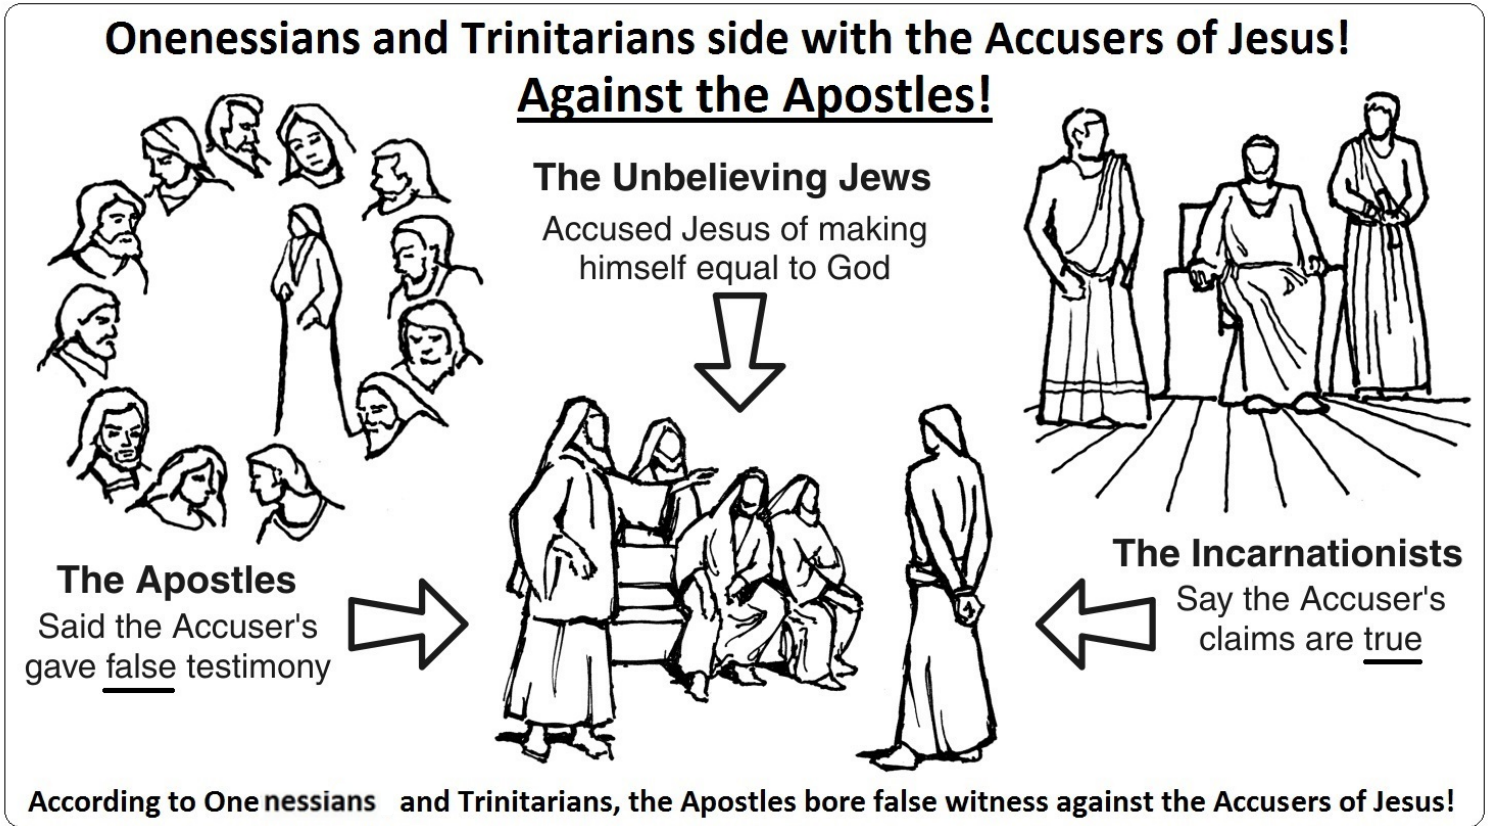 Onenessians and Trinitarians side with the Accusers of Jesus!
Against the Apostles!
The Unbelieving Jews
Accused Jesus of making
himself equal to God
The Apostles
Said the Accuser's
gave false testimony
The Incarnationists
Say the Accuser's
claims are true
According to Onenessians and Trinitarians, the Apostles bore false witness against the Accusers of Jesus!